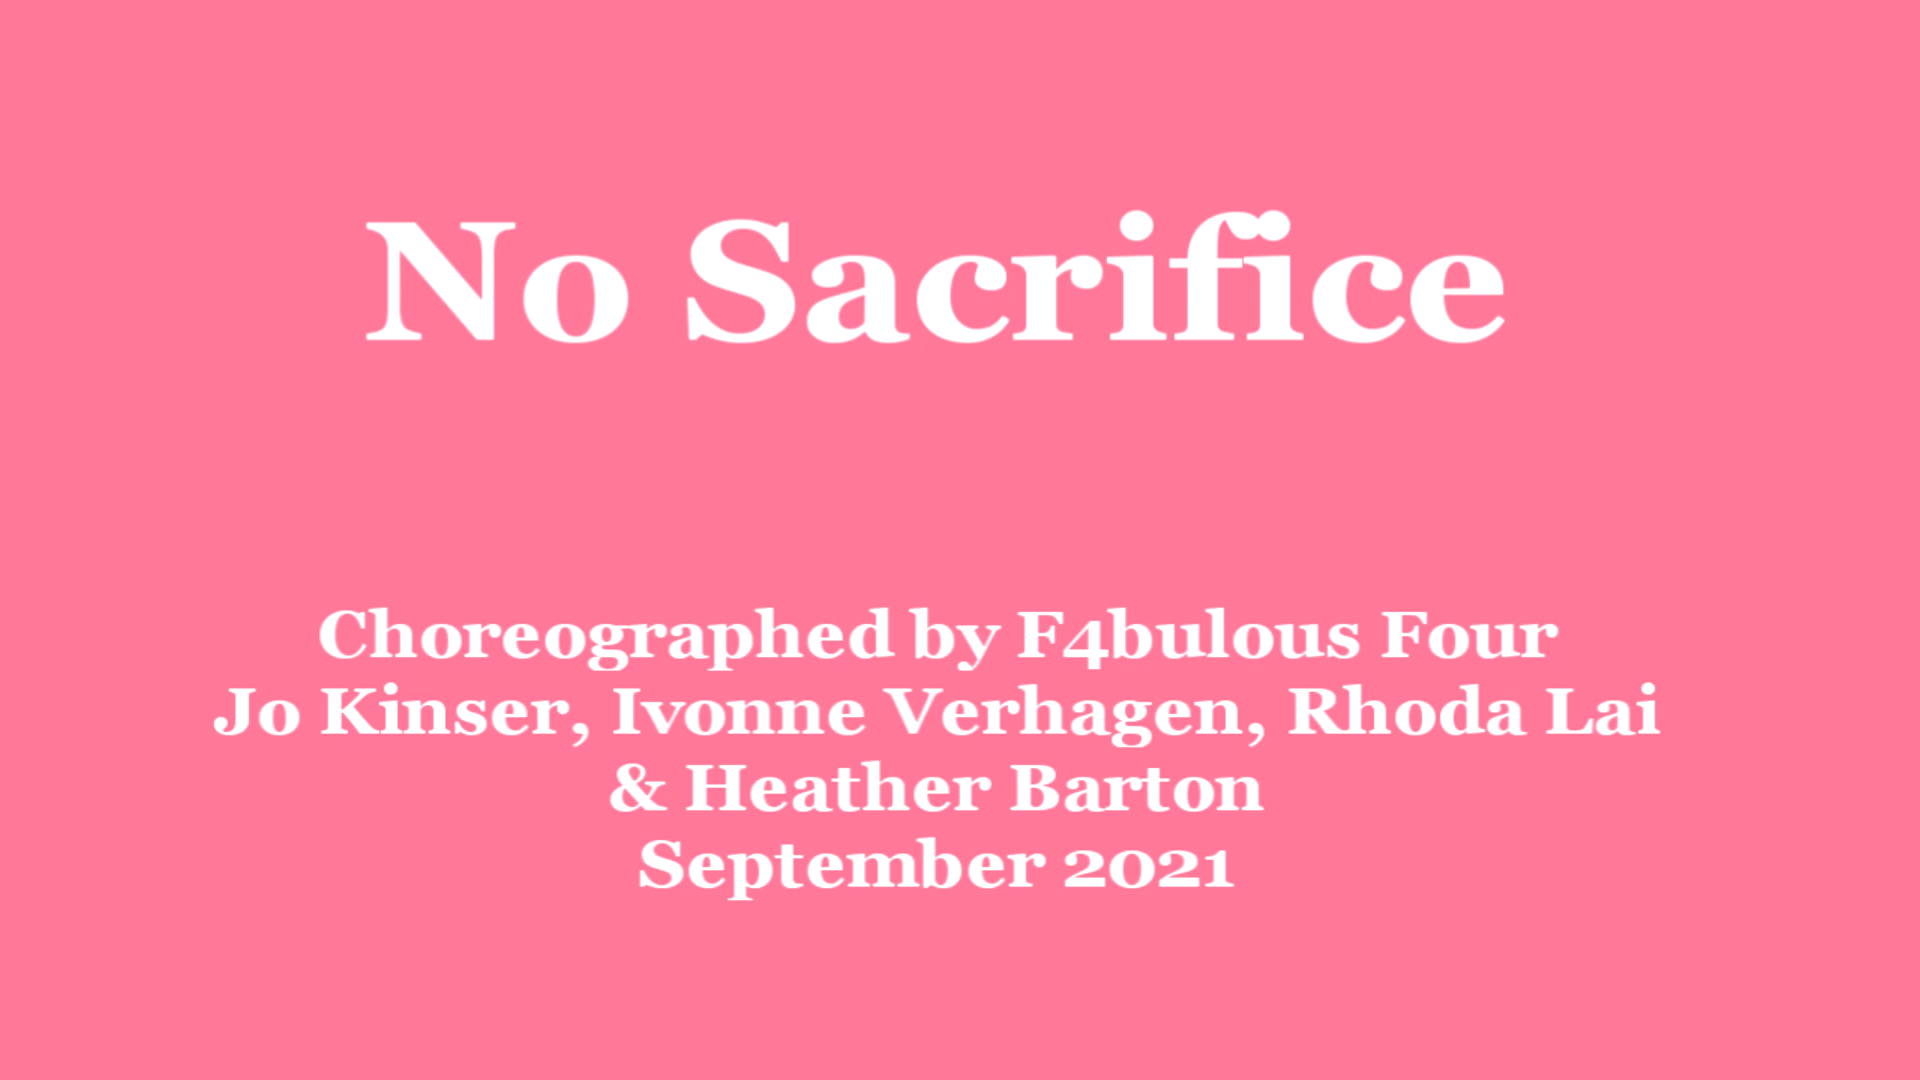 No Sacrifice
Choreographed by F4bulous Four
Jo Kinser, Ivonne Verhagen, Rhoda Lai
& Heather Barton
September 2021